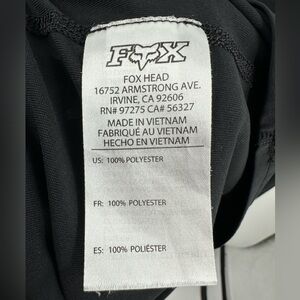 FOX
FOX HEAD
16752 ARMSTRONG AVE.
IRVINE, CA 92606
RN# 97275 CA# 56327
MADE IN VIETNAM
FABRIQUÉ AU VIETNAM
HECHO EN VIETNAM
US: 100% POLYESTER
FR: 100% POLYESTER
ES: 100% POLIÉSTER